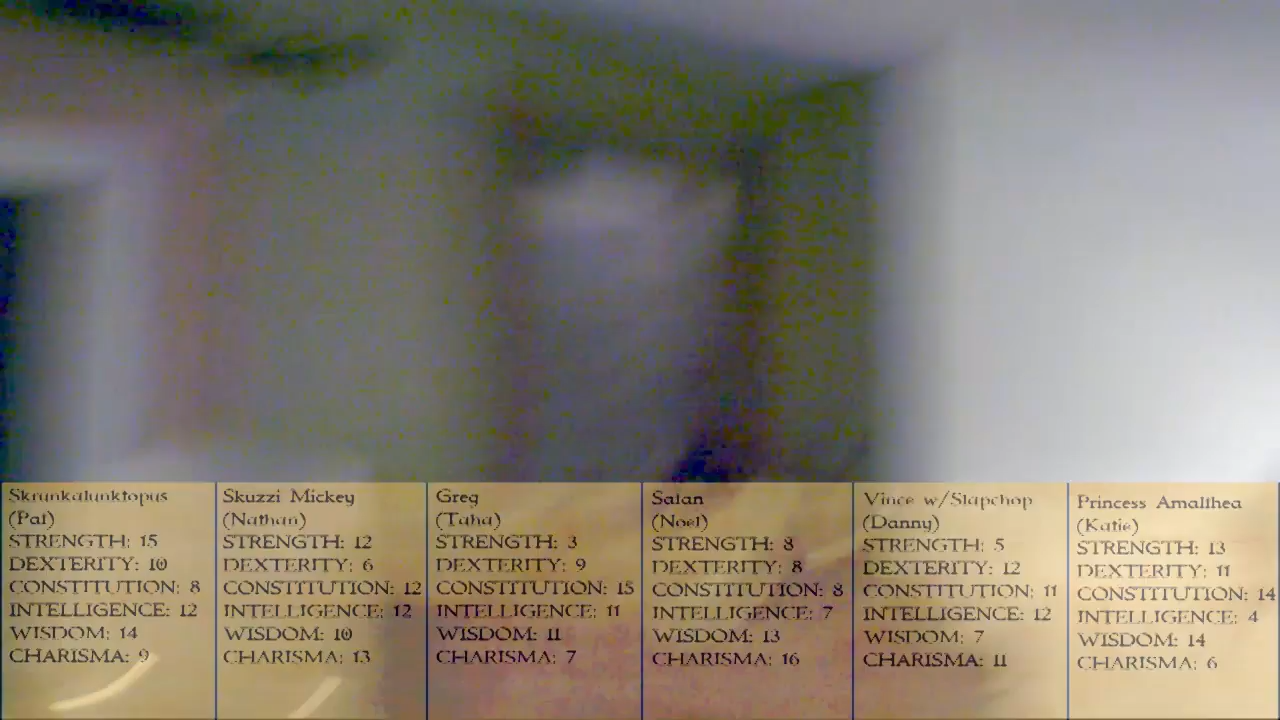 Skrunkalunktopus
(Pat)
STRENGTH: 15
DEXTERITY: 10
CONSTITUTION: 8
INTELLIGENCE: 12
WISDOM: 14
CHARISMA: 9
Skuzzi Mickey
(Nathan)
STRENGTH: 12
DEXTERITY: 6
CONSTITUTION: 12
INTELLIGENCE: 12
WISDOM: 10
CHARISMA: 13
Greg
(Taha)
STRENGTH: 3
DEXTERITY: 9
CONSTITUTION: 15
INTELLIGENCE: 11
WISDOM: 11
CHARISMA: 7
Satan
(Noel)
STRENGTH: 8
DEXTERITY: 8
CONSTITUTION: 8
INTELLIGENCE: 7
WISDOM: 13
CHARISMA: 16
Vince w/Slapchop
(Danny)
STRENGTH: 5
DEXTERITY: 12
CONSTITUTION: 11
INTELLIGENCE: 12
WISDOM: 7
CHARISMA: 11
Princess Amalthea
(Katie)
STRENGTH: 13
DEXTERITY: 11
CONSTITUTION: 14
INTELLIGENCE: 4
WISDOM: 14
CHARISMA: 6